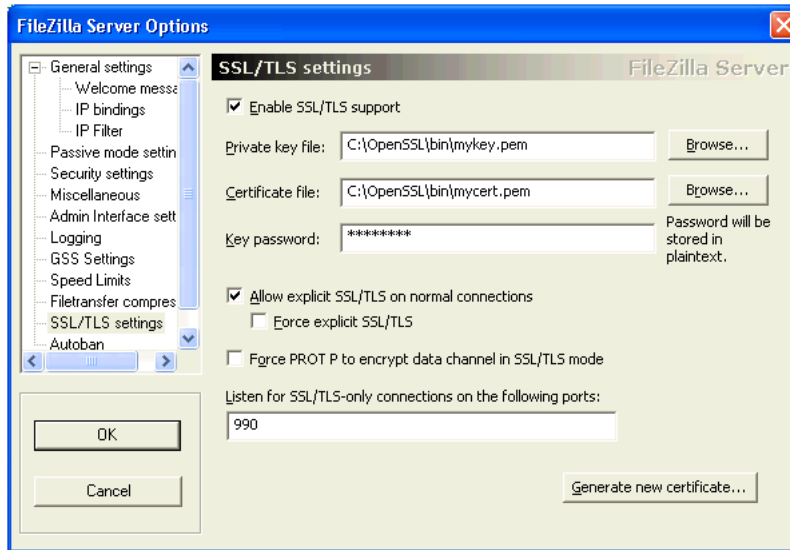 FileZilla Server Options
General settings
Welcome messa
IP bindings
IP Filter
Passive mode settin
Security settings
Miscellaneous
Admin Interface sett
Logging
GSS Settings
Speed Limits
Filetransfer compres
SSL/TLS settings
Autoban
OK
Cancel
SSL/TLS settings
FileZilla Server
Enable SSL/TLS support
Private key file: C:\OpenSSL\bin\mykey.pem Browse...
Certificate file: C:\OpenSSL\bin\mycert.pem Browse...
Key password: ********
Password will be
stored in
plaintext.
Allow explicit SSL/TLS on normal connections
Force explicit SSL/TLS
Force PROT P to encrypt data channel in SSL/TLS mode
Listen for SSL/TLS-only connections on the following ports:
990
Generate new certificate...